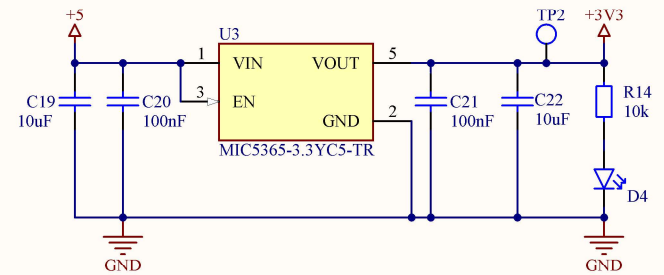 +5
U3
TP2
+3V3
1
VIN
VOUT
5
3
EN
GND
2
C19
10uF
C20
100nF
C21
100nF
C22
10uF
R14
10k
MIC5365-3.3YC5-TR
D4
GND
GND